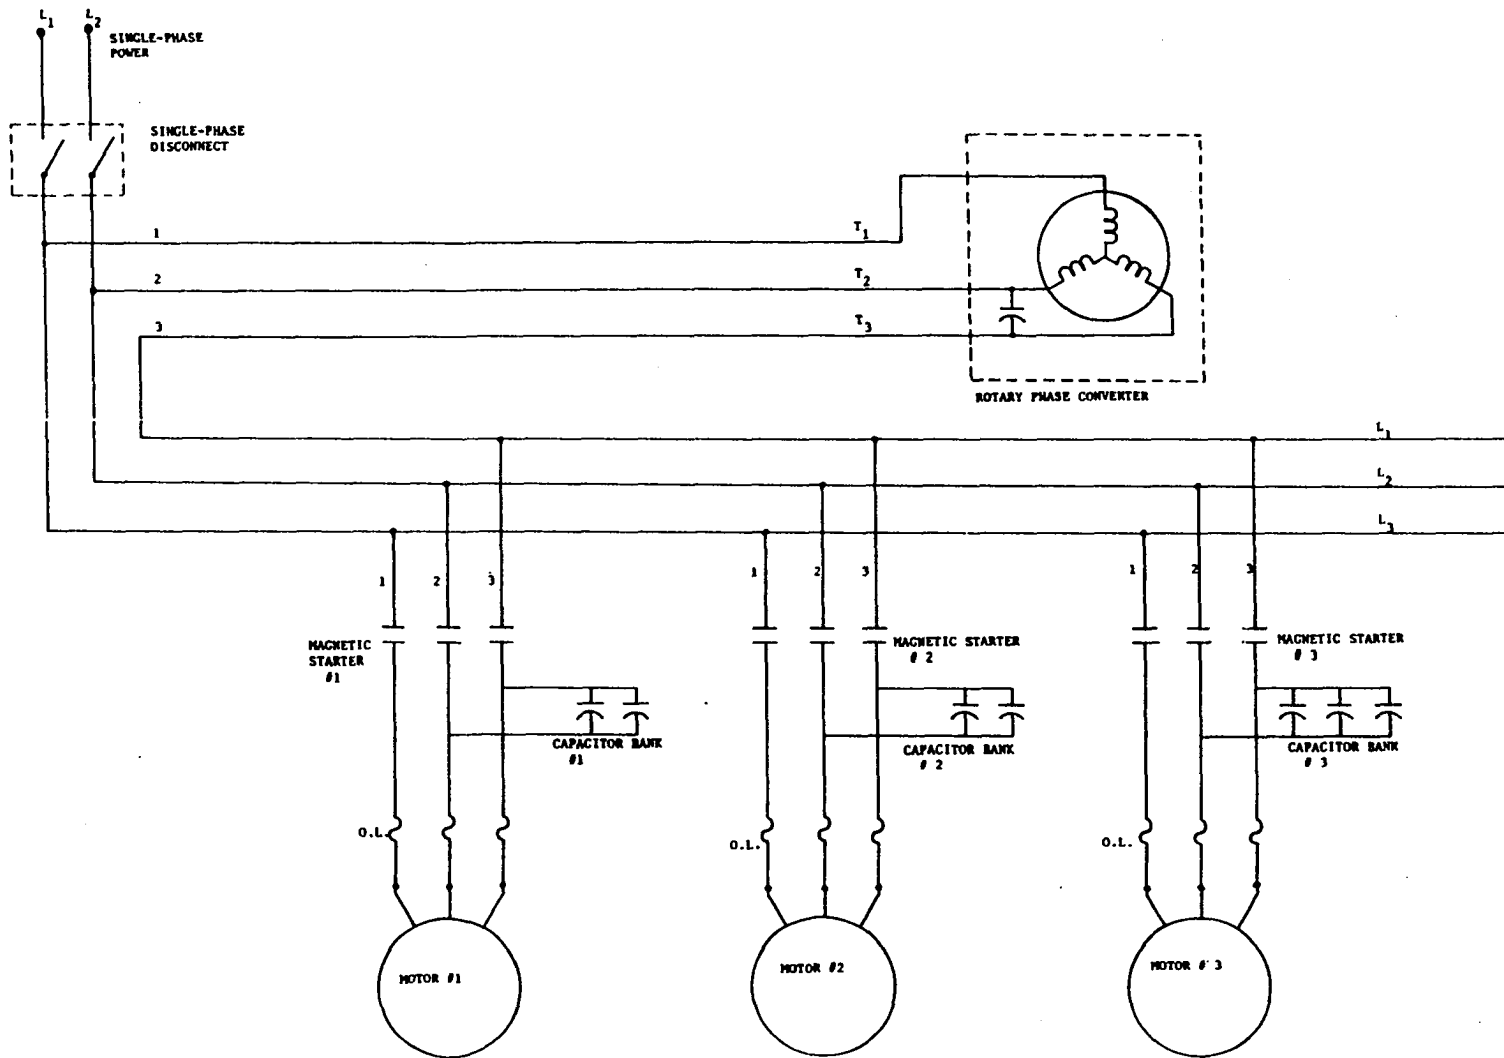 L1 L2
SINGLE-PHASE
POWER
SINGLE-PHASE
DISCONNECT
1 T1
2 T2
3 T3
ROTARY PHASE CONVERTER
L1
L2
L3
1 2 3
1 2 3
1 2 3
MAGNETIC
STARTER
#1
MAGNETIC STARTER
# 2
MAGNETIC STARTER
# 3
CAPACITOR BANK
#1
CAPACITOR BANK
# 2
CAPACITOR BANK
# 3
O.L.
O.L.
O.L.
MOTOR #1
MOTOR #2
MOTOR # 3